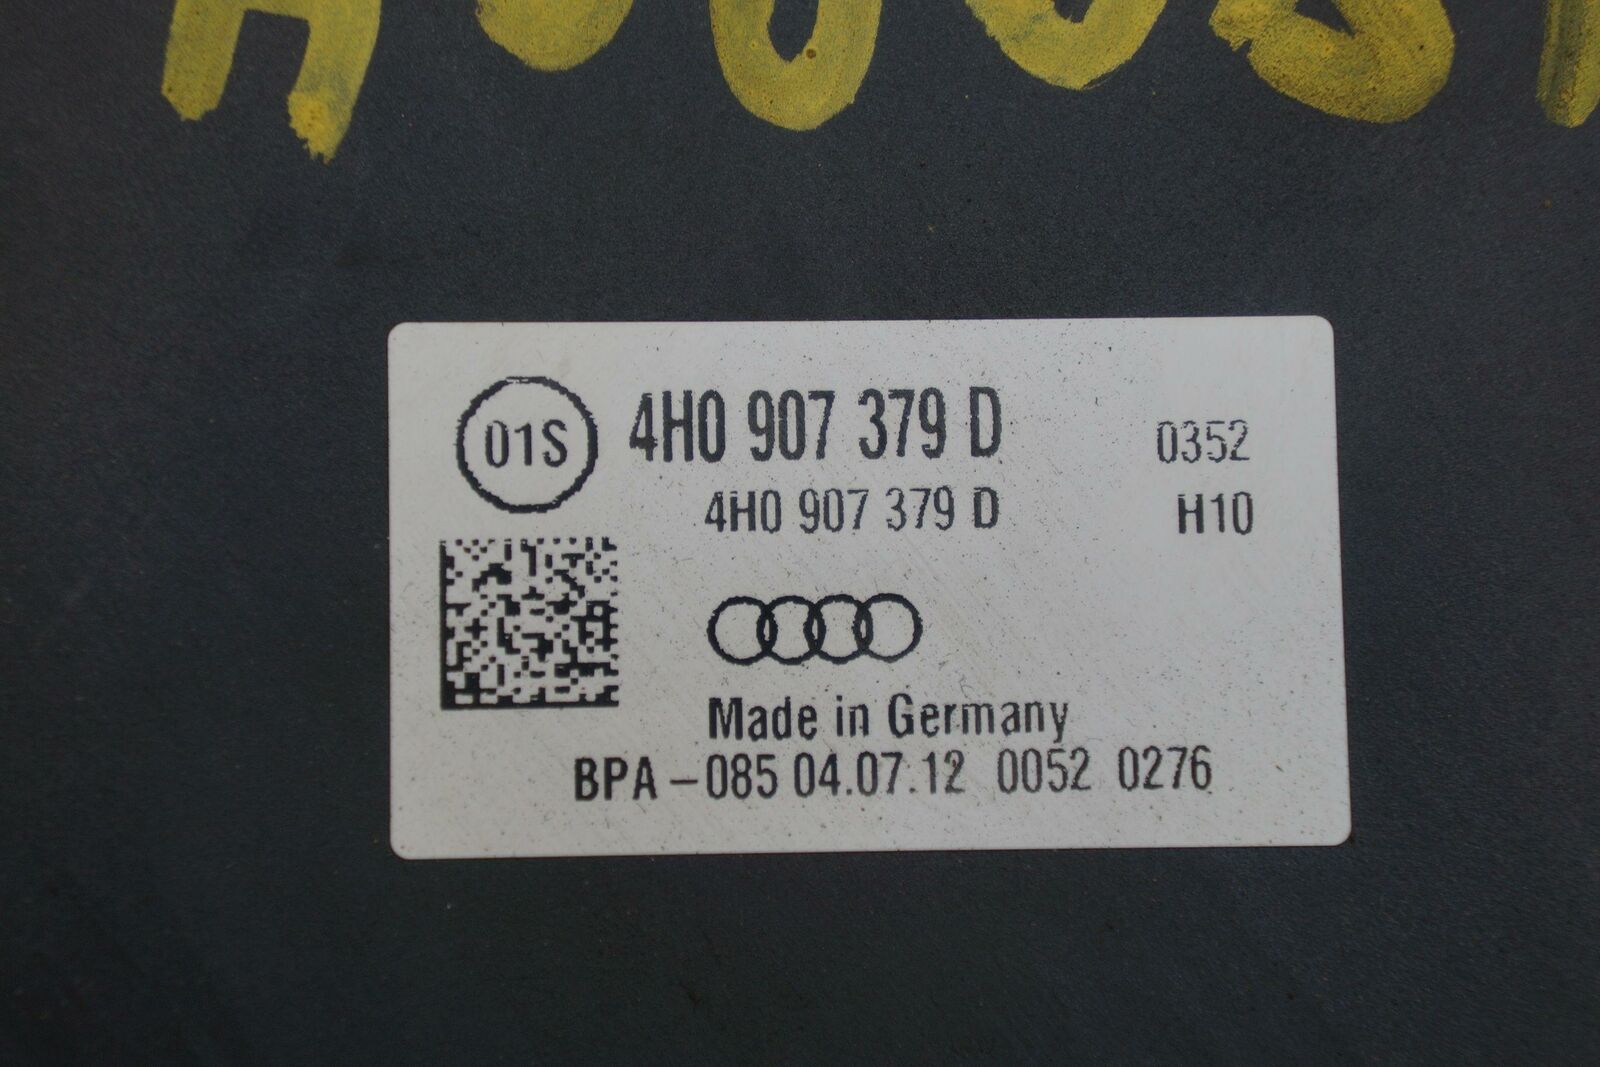 01S 4H0 907 379 D 0352
4H0 907 379 D H10
Made in Germany
BPA-085 04.07.12 0052 0276